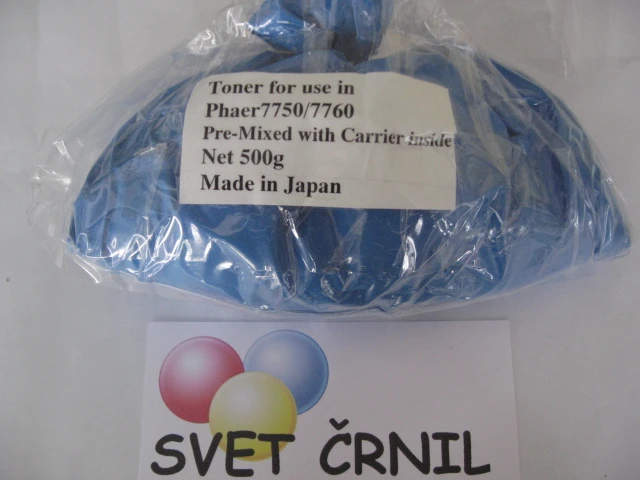 Toner for use in
Phaer7750/7760
Pre-Mixed with Carrier inside
Net 500g
Made in Japan
SVET ČRNIL